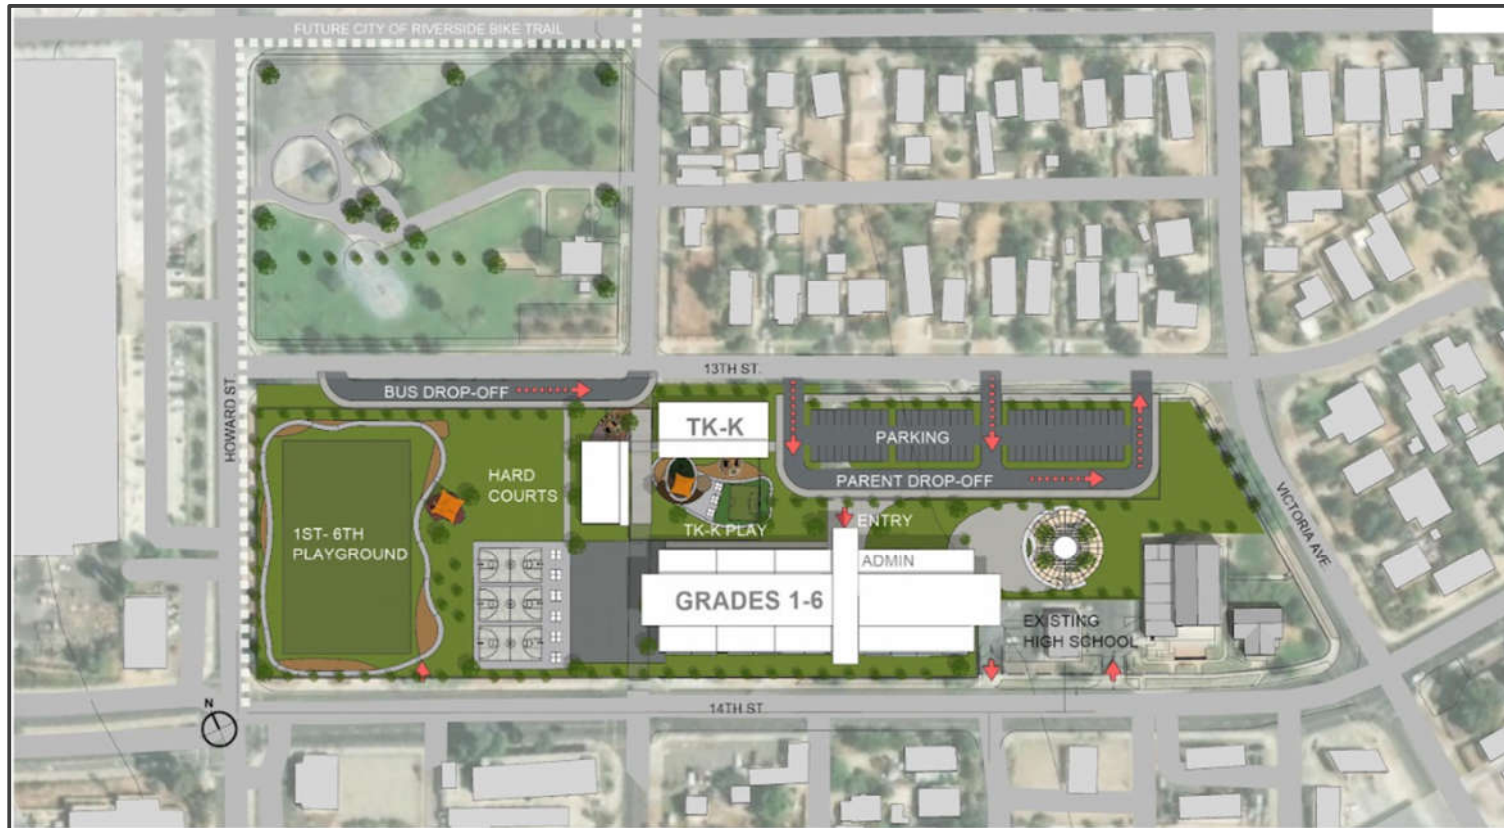 FUTURE CITY OF RIVERSIDE BIKE TRAIL
13TH ST.
HOWARD ST.
BUS DROP-OFF
TK-K
PARKING
PARENT DROP-OFF
HARD
COURTS
1ST- 6TH
PLAYGROUND
TK-K PLAY
ENTRY
ADMIN
GRADES 1-6
VICTORIA AVE.
EXISTING
HIGH SCHOOL
N
14TH ST.